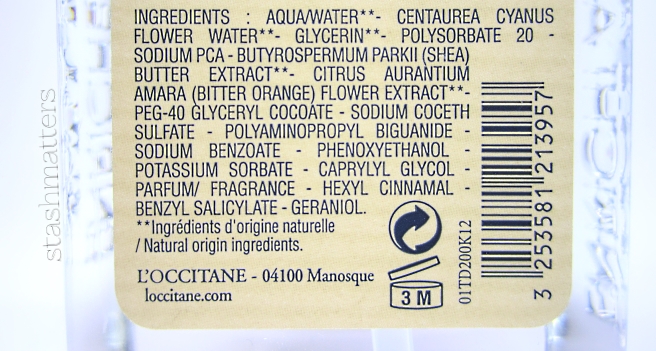 INGREDIENTS : AQUA/WATER**- CENTAUREA CYANUS
FLOWER WATER**- GLYCERIN**- POLYSORBATE 20 -
SODIUM PCA - BUTYROSPERMUM PARKII (SHEA)
BUTTER EXTRACT**- CITRUS AURANTIUM
AMARA (BITTER ORANGE) FLOWER EXTRACT**-
PEG-40 GLYCERYL COCOATE - SODIUM COCETH
SULFATE - POLYAMINOPROPYL BIGUANIDE -
SODIUM BENZOATE - PHENOXYETHANOL -
POTASSIUM SORBATE - CAPRYLYL GLYCOL -
PARFUM/ FRAGRANCE - HEXYL CINNAMAL -
BENZYL SALICYLATE - GERANIOL.
**Ingrédients d'origine naturelle
/ Natural origin ingredients.
L'OCCITANE - 04100 Manosque
loccitane.com
3 M
01TD200K12
3 253581 213957
stashmatters